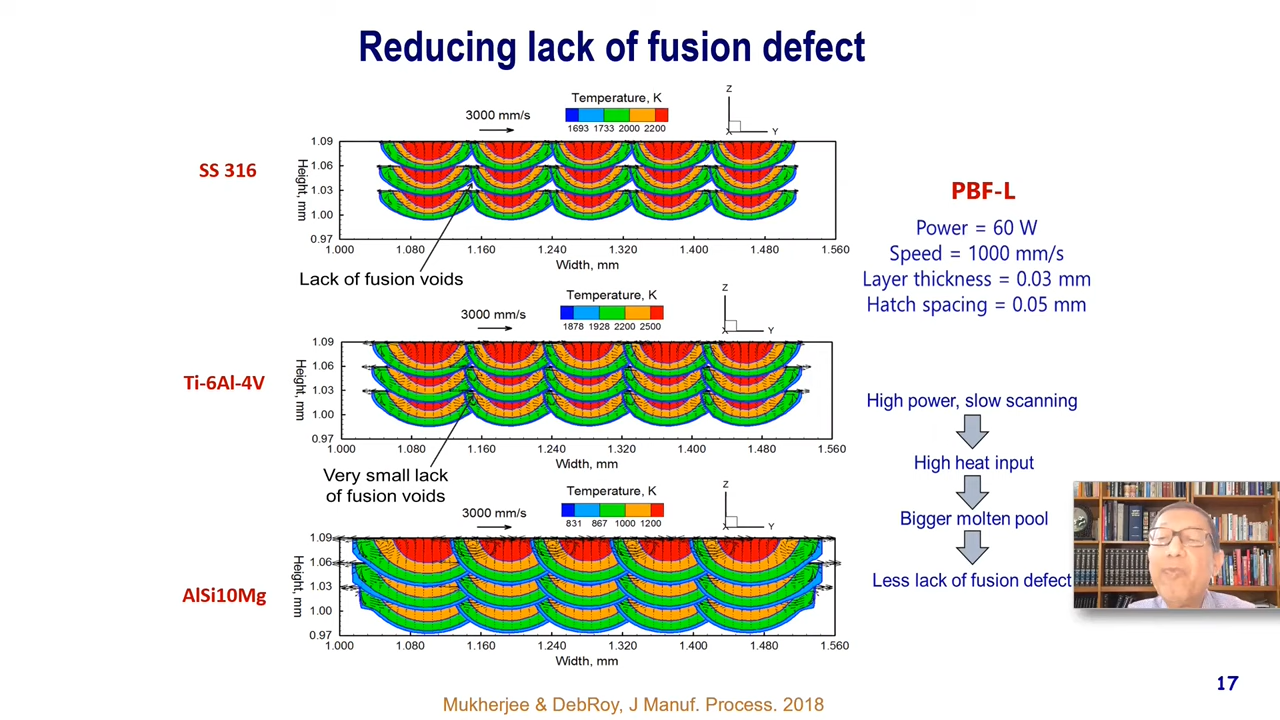 Reducing lack of fusion defect
SS 316
3000 mm/s
Temperature, K
1693 1733 2000 2200
Z
X
Y
Height, mm
1.09
1.06
1.03
1.00
0.97
1.000 1.080 1.160 1.240 1.320 1.400 1.480 1.560
Width, mm
Lack of fusion voids
Ti-6Al-4V
3000 mm/s
Temperature, K
1878 1928 2200 2500
Z
X
Y
Height, mm
1.09
1.06
1.03
1.00
0.97
1.000 1.080 1.160 1.240 1.320 1.400 1.480 1.560
Width, mm
Very small lack
of fusion voids
AlSi10Mg
3000 mm/s
Temperature, K
831 867 1000 1200
Z
X
Y
Height, mm
1.09
1.06
1.03
1.00
0.97
1.000 1.080 1.160 1.240 1.320 1.400 1.480 1.560
Width, mm
PBF-L
Power = 60 W
Speed = 1000 mm/s
Layer thickness = 0.03 mm
Hatch spacing = 0.05 mm
High power, slow scanning
High heat input
Bigger molten pool
Less lack of fusion defect
Mukherjee & DebRoy, J Manuf. Process. 2018
17